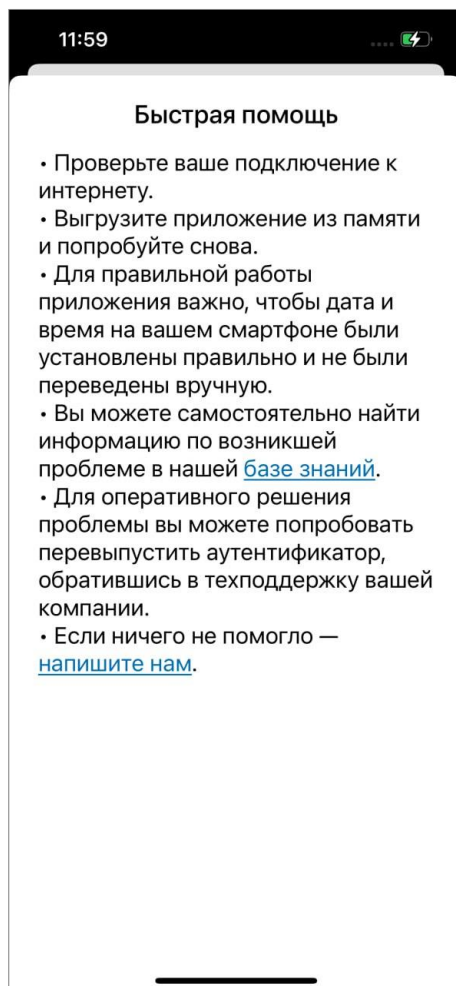 11:59
Быстрая помощь
• Проверьте ваше подключение к
интернету.
• Выгрузите приложение из памяти
и попробуйте снова.
• Для правильной работы
приложения важно, чтобы дата и
время на вашем смартфоне были
установлены правильно и не были
переведены вручную.
• Вы можете самостоятельно найти
информацию по возникшей
проблеме в нашей базе знаний.
• Для оперативного решения
проблемы вы можете попробовать
перевыпустить аутентификатор,
обратившись в техподдержку вашей
компании.
• Если ничего не помогло —
напишите нам.